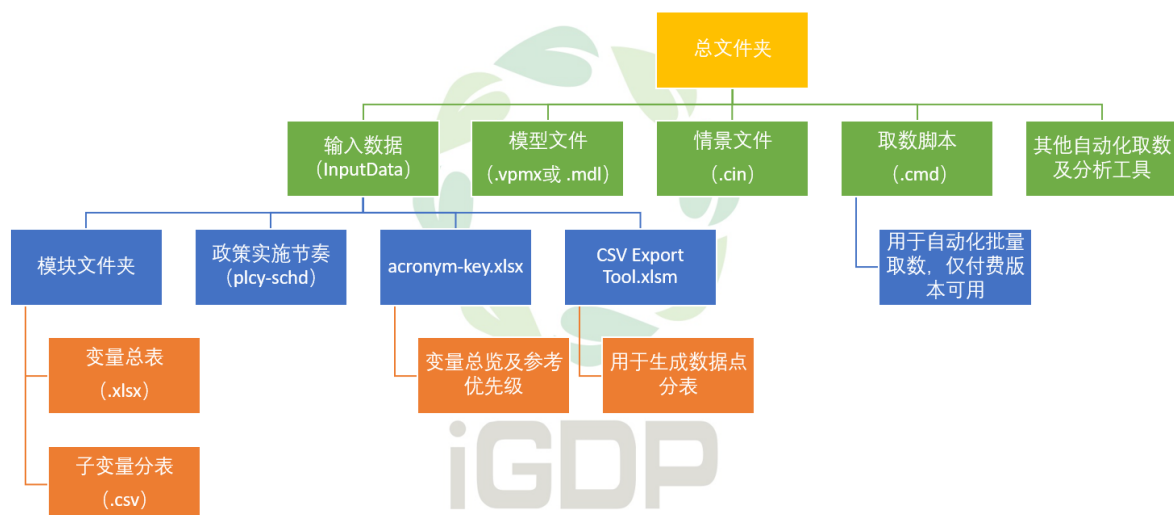 总文件夹
输入数据
（InputData）
模型文件
（.vpmx或 .mdl）
情景文件
（.cin）
取数脚本
（.cmd）
其他自动化取数
及分析工具
模块文件夹
政策实施节奏
（plcy-schd）
acronym-key.xlsx
CSV Export
Tool.xlsm
用于自动化批量
取数，仅付费版
本可用
变量总表
（.xlsx）
变量总览及参考
优先级
用于生成数据点
分表
子变量分表
（.csv）
iGDP